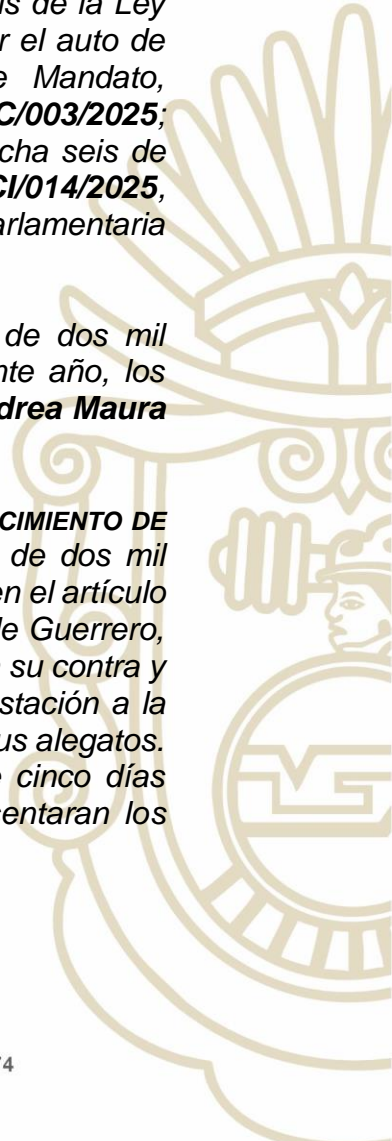 is de la Ley
r el auto de
e Mandato,
C/003/2025;
cha seis de
CI/014/2025,
arlamentaria
de dos mil
nte año, los
drea Maura
CIMIENTO DE
de dos mil
en el artículo
de Guerrero,
su contra y
stación a la
us alegatos.
cinco días
sentaran los
74